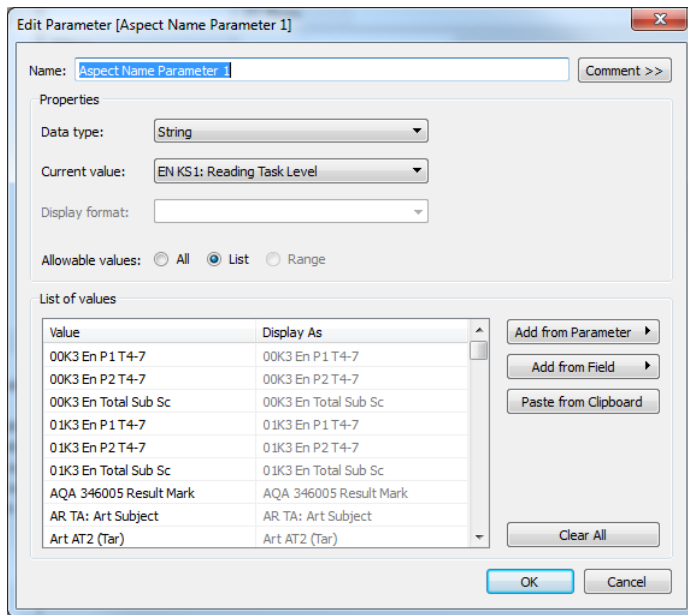 Edit Parameter [Aspect Name Parameter 1]
Name: Aspect Name Parameter 1 Comment >>
Properties
Data type: String
Current value: EN KS1: Reading Task Level
Display format:
Allowable values: All List Range
List of values
Value Display As
00K3 En P1 T4-7 00K3 En P1 T4-7
00K3 En P2 T4-7 00K3 En P2 T4-7
00K3 En Total Sub Sc 00K3 En Total Sub Sc
01K3 En P1 T4-7 01K3 En P1 T4-7
01K3 En P2 T4-7 01K3 En P2 T4-7
01K3 En Total Sub Sc 01K3 En Total Sub Sc
AQA 346005 Result Mark AQA 346005 Result Mark
AR TA: Art Subject AR TA: Art Subject
Art AT2 (Tar) Art AT2 (Tar)
Add from Parameter
Add from Field
Paste from Clipboard
Clear All
OK Cancel